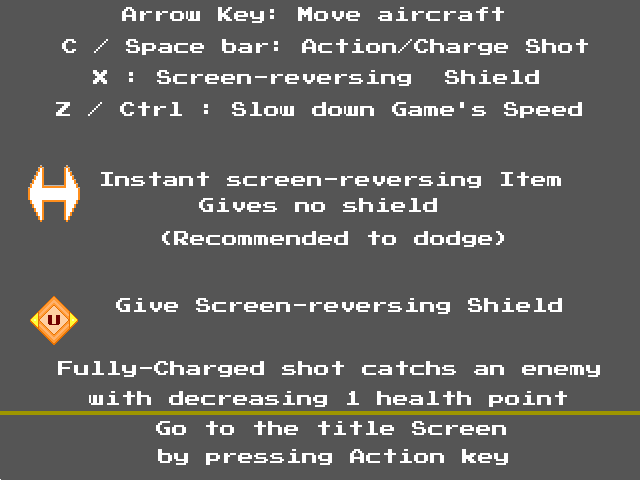 Arrow Key: Move aircraft
C / Space bar: Action/Charge Shot
X : Screen-reversing Shield
Z / Ctrl : Slow down Game's Speed
Instant screen-reversing Item
Gives no shield
(Recommended to dodge)
U
Give Screen-reversing Shield
Fully-Charged shot catchs an enemy
with decreasing 1 health point
Go to the title Screen
by pressing Action key